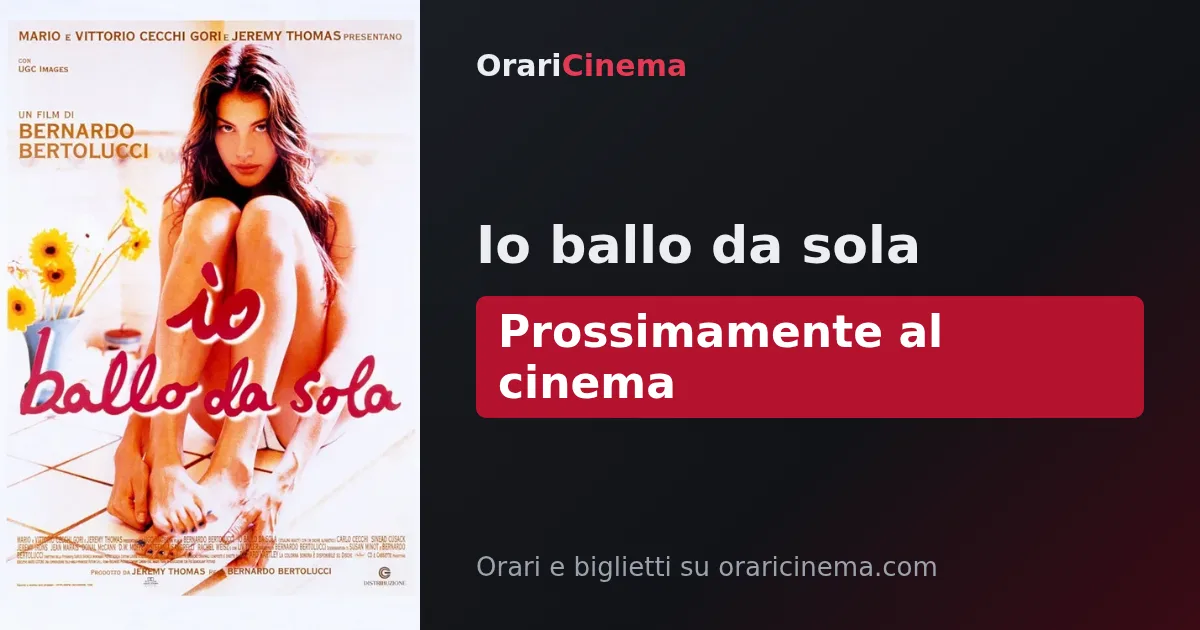 MARIO E VITTORIO CECCHI GORI E JEREMY THOMAS PRESENTANO
CON
UGC IMAGES
UN FILM DI
BERNARDO
BERTOLUCCI
io
ballo da sola
PRODOTTO DA JEREMY THOMAS
BERNARDO BERTOLUCCI
DISTRIBUZIONE
OrariCinema
Io ballo da sola
Prossimamente al
cinema
Orari e biglietti su oraricinema.com